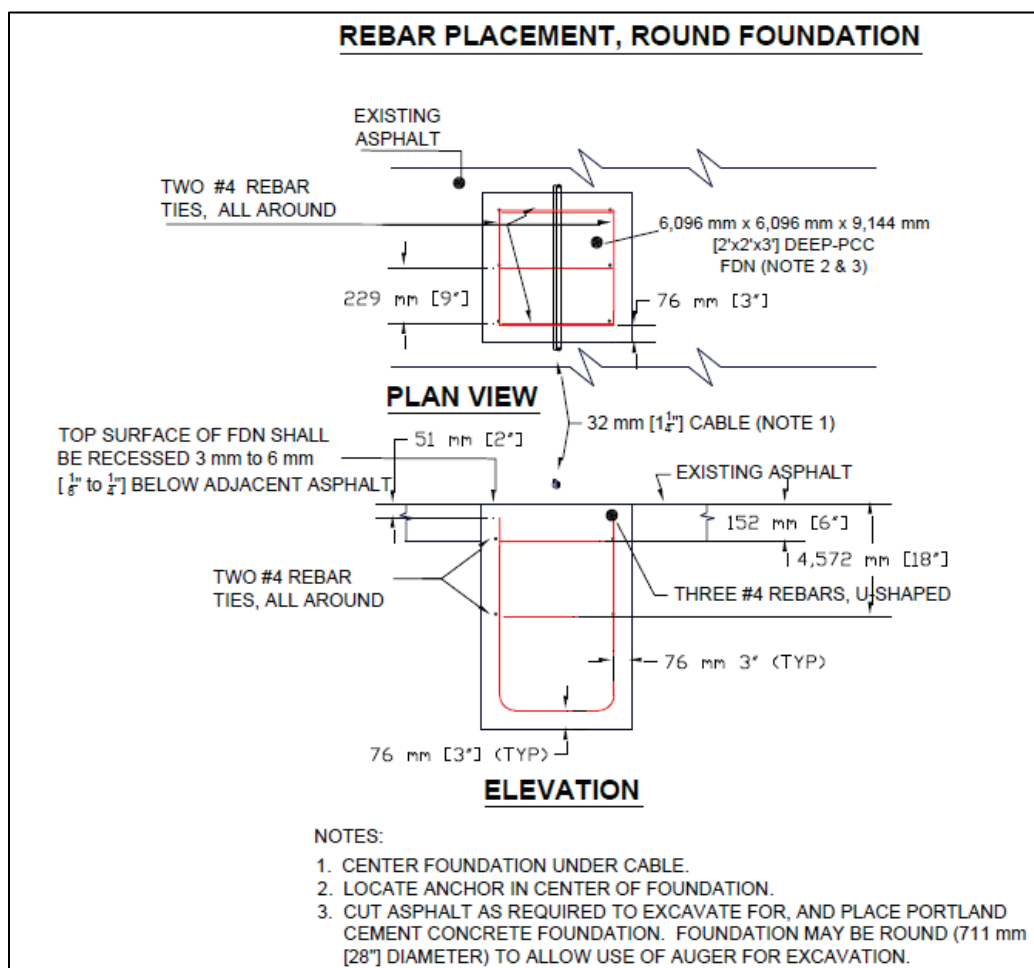 REBAR PLACEMENT, ROUND FOUNDATION
EXISTING
ASPHALT
TWO #4 REBAR
TIES, ALL AROUND
6,096 mm x 6,096 mm x 9,144 mm
[2'x2'x3'] DEEP-PCC
FDN (NOTE 2 & 3)
229 mm [9"]
76 mm [3"]
PLAN VIEW
32 mm [1 1/4"] CABLE (NOTE 1)
TOP SURFACE OF FDN SHALL
BE RECESSED 3 mm to 6 mm
[ 1/8" to 1/4"] BELOW ADJACENT ASPHALT
51 mm [2"]
EXISTING ASPHALT
152 mm [6"]
4,572 mm [18"]
TWO #4 REBAR
TIES, ALL AROUND
THREE #4 REBARS, U-SHAPED
76 mm 3" (TYP)
76 mm [3"] (TYP)
ELEVATION
NOTES:
1. CENTER FOUNDATION UNDER CABLE.
2. LOCATE ANCHOR IN CENTER OF FOUNDATION.
3. CUT ASPHALT AS REQUIRED TO EXCAVATE FOR, AND PLACE PORTLAND
CEMENT CONCRETE FOUNDATION. FOUNDATION MAY BE ROUND (711 mm
[28"] DIAMETER) TO ALLOW USE OF AUGER FOR EXCAVATION.